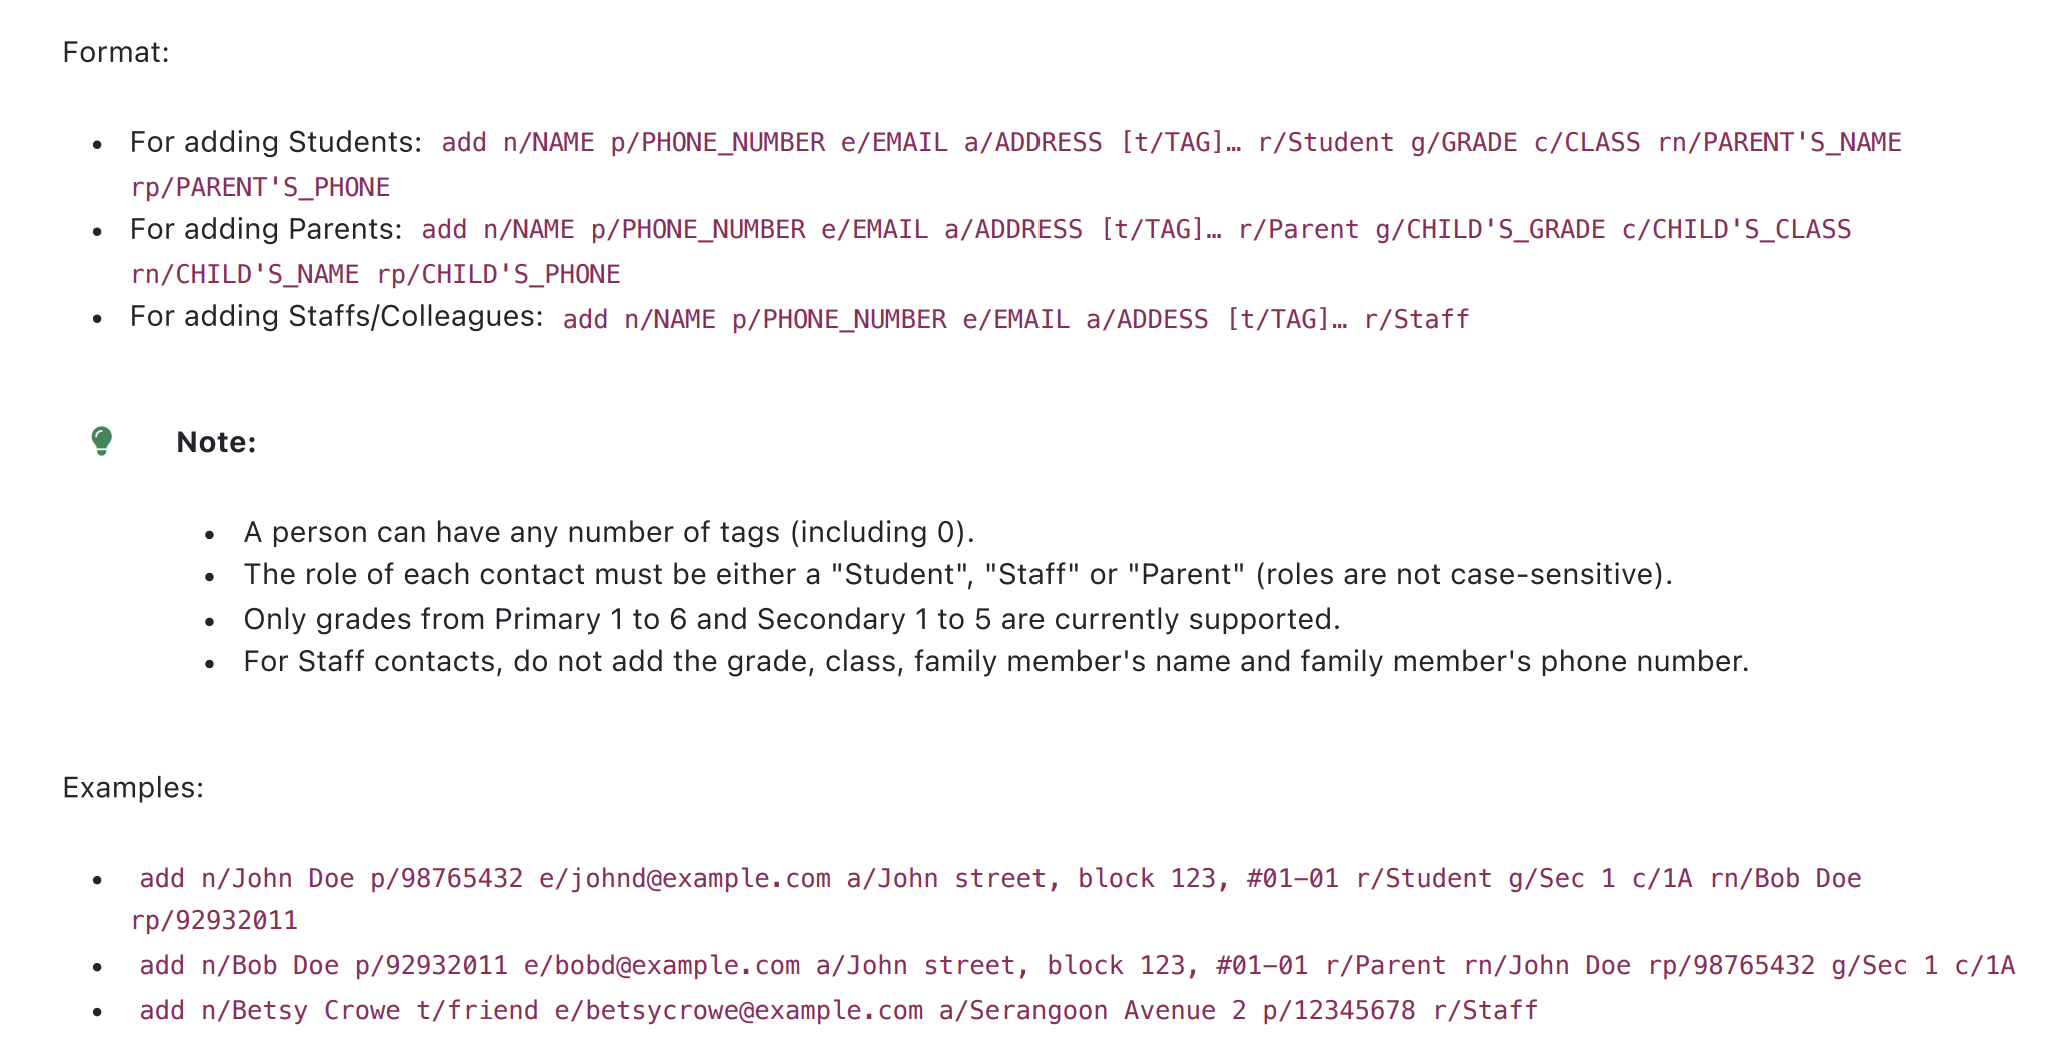 Format:
• For adding Students: add n/NAME p/PHONE_NUMBER e/EMAIL a/ADDRESS [t/TAG]… r/Student g/GRADE c/CLASS rn/PARENT'S_NAME
rp/PARENT'S_PHONE
• For adding Parents: add n/NAME p/PHONE_NUMBER e/EMAIL a/ADDRESS [t/TAG]… r/Parent g/CHILD'S_GRADE c/CHILD'S_CLASS
rn/CHILD'S_NAME rp/CHILD'S_PHONE
• For adding Staffs/Colleagues: add n/NAME p/PHONE_NUMBER e/EMAIL a/ADDESS [t/TAG]… r/Staff
Note:
• A person can have any number of tags (including 0).
• The role of each contact must be either a "Student", "Staff" or "Parent" (roles are not case-sensitive).
• Only grades from Primary 1 to 6 and Secondary 1 to 5 are currently supported.
• For Staff contacts, do not add the grade, class, family member's name and family member's phone number.
Examples:
• add n/John Doe p/98765432 e/johnd@example.com a/John street, block 123, #01-01 r/Student g/Sec 1 c/1A rn/Bob Doe
rp/92932011
• add n/Bob Doe p/92932011 e/bobd@example.com a/John street, block 123, #01-01 r/Parent rn/John Doe rp/98765432 g/Sec 1 c/1A
• add n/Betsy Crowe t/friend e/betsycrowe@example.com a/Serangoon Avenue 2 p/12345678 r/Staff